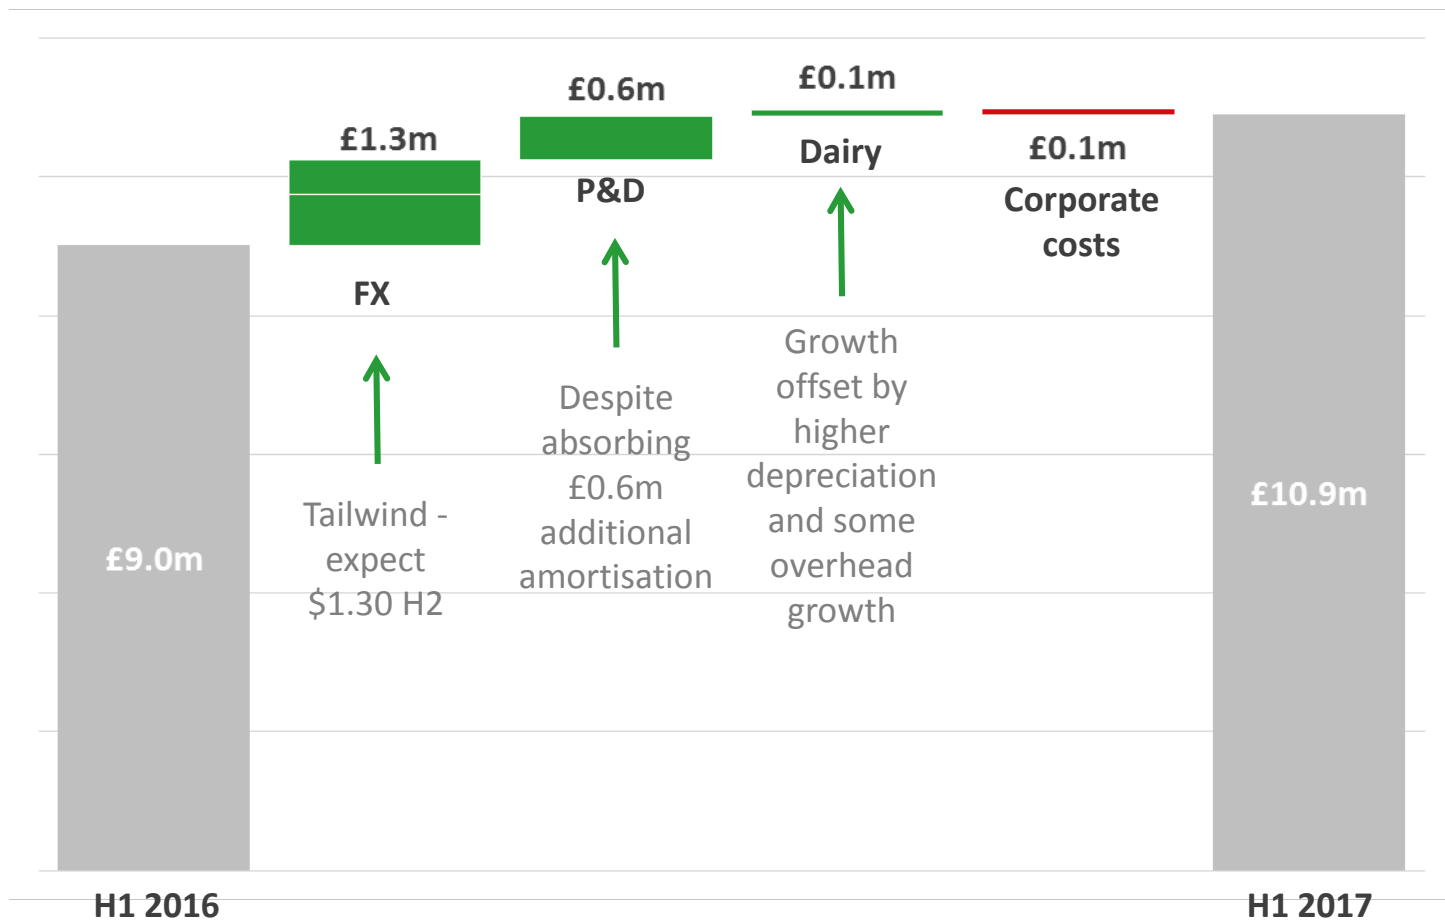 £9.0m
H1 2016
£1.3m
FX
Tailwind -
expect
$1.30 H2
£0.6m
P&D
Despite
absorbing
£0.6m
additional
amortisation
£0.1m
Dairy
Growth
offset by
higher
depreciation
and some
overhead
growth
£0.1m
Corporate
costs
£10.9m
H1 2017